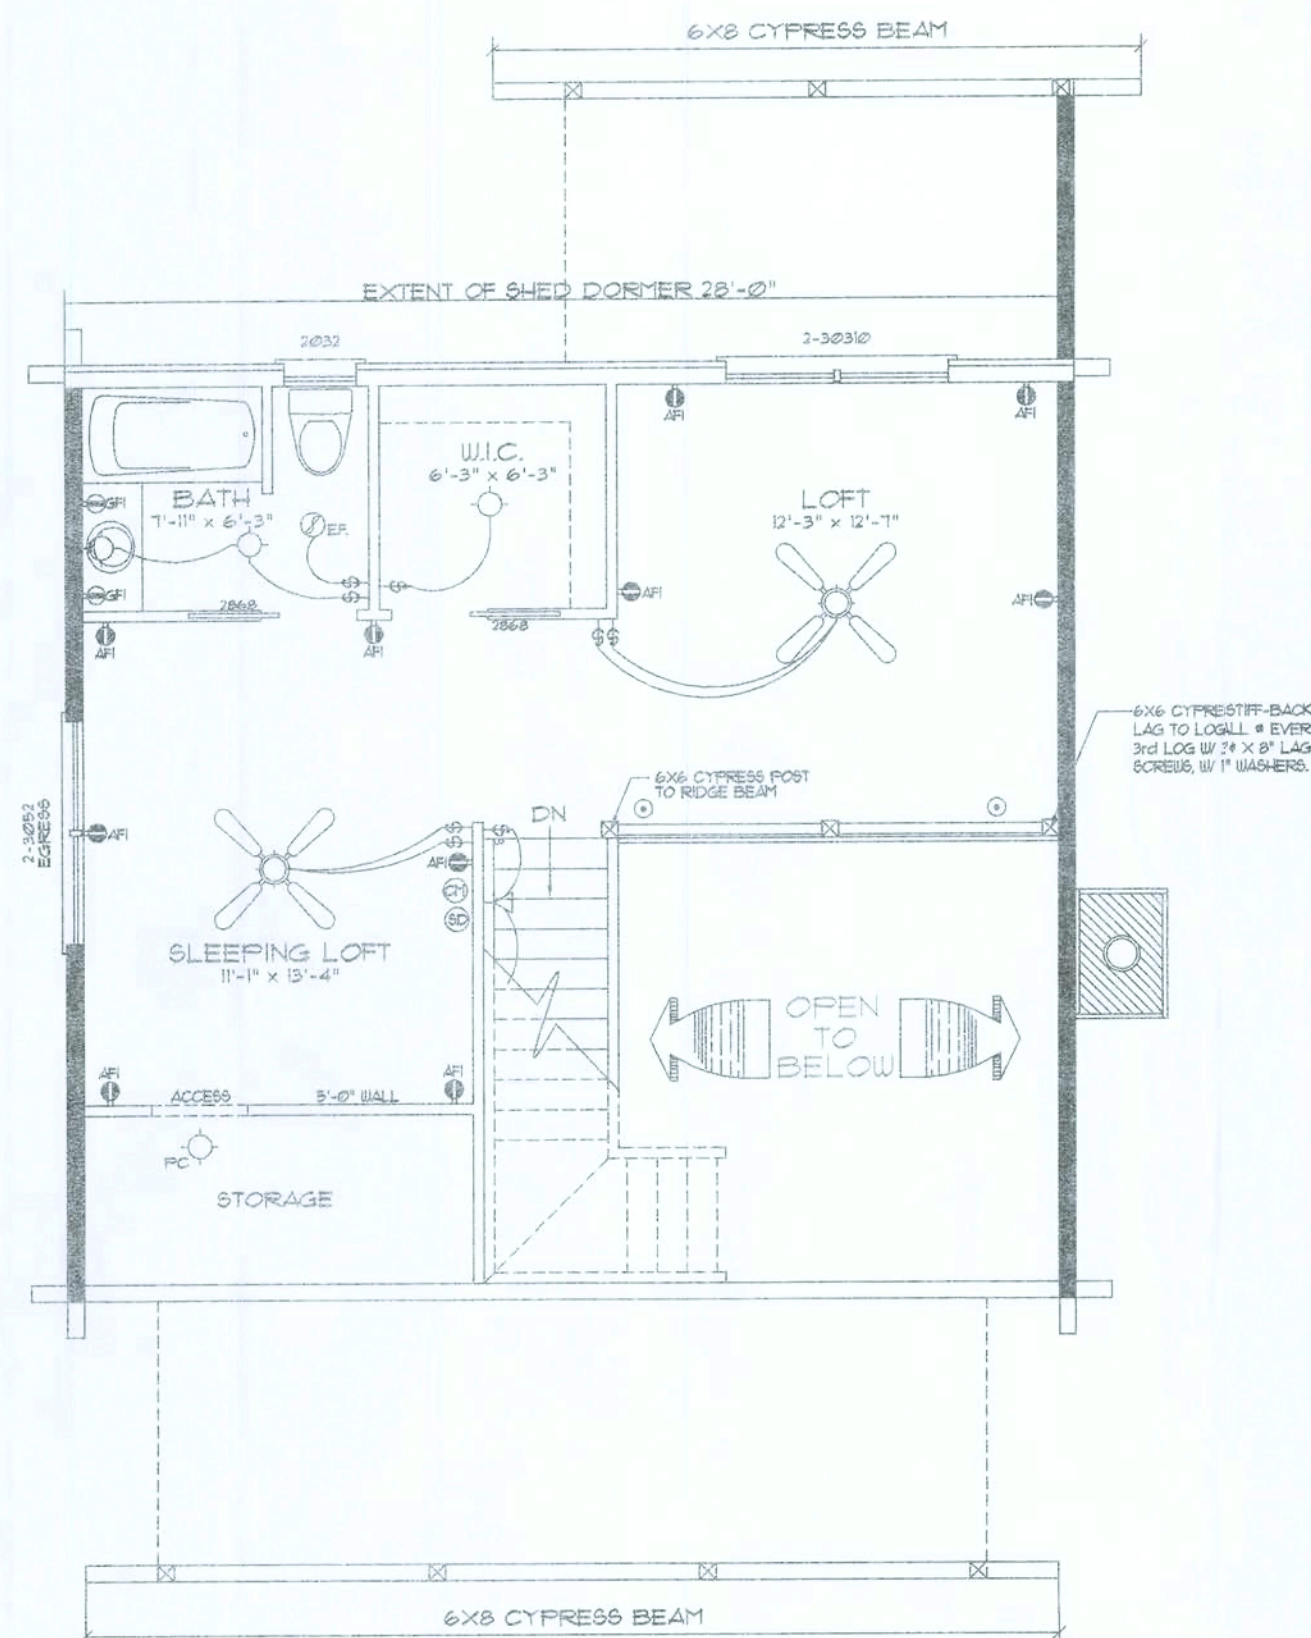 6X8 CYPRESS BEAM
EXTENT OF SHED DORMER 28'-0"
2032
2-30310
AFI
AFI
W.I.C.
6'-3" x 6'-3"
GFI
BATH
7'-11" x 6'-3"
LOFT
12'-3" x 12'-7"
E.F.
GFI
AFI
AFI
2868
2868
AFI
AFI
6X6 CYPRE STIFF-BACK
LAG TO LOG ALL @ EVER
3rd LOG W/ X 8" LAG
SCREWS, W/ 1" WASHERS.
6X6 CYPRESS POST
TO RIDGE BEAM
DN
2-3052
EGRESS
AFI
AFI
SD
SLEEPING LOFT
11'-1" x 13'-4"
OPEN
TO
BELOW
AFI
AFI
ACCESS
5'-0" WALL
PC
STORAGE
6X8 CYPRESS BEAM